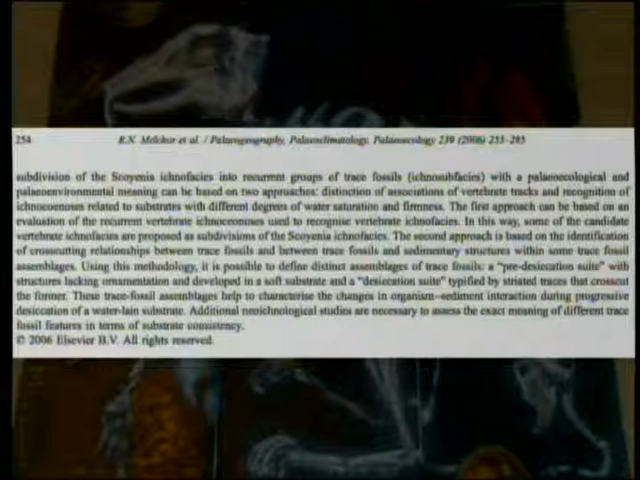 254 R.N. Melchor et al. / Palaeogeography, Palaeoclimatology, Palaeoecology 239 (2006) 253–285
subdivision of the Scoyenia ichnofacies into recurrent groups of trace fossils (ichnosubfacies) with a palaeoecological and
palaeoenvironmental meaning can be based on two approaches: distinction of associations of vertebrate tracks and recognition of
ichnocoenoses related to substrates with different degrees of water saturation and firmness. The first approach can be based on an
evaluation of the recurrent vertebrate ichnocoenoses used to recognise vertebrate ichnofacies. In this way, some of the candidate
vertebrate ichnofacies are proposed as subdivisions of the Scoyenia ichnofacies. The second approach is based on the identification
of crosscutting relationships between trace fossils and between trace fossils and sedimentary structures within some trace fossil
assemblages. Using this methodology, it is possible to define distinct assemblages of trace fossils: a "pre-desiccation suite" with
structures lacking ornamentation and developed in a soft substrate and a "desiccation suite" typified by striated traces that crosscut
the former. These trace-fossil assemblages help to characterise the changes in organism–sediment interaction during progressive
desiccation of a water-lain substrate. Additional neoichnological studies are necessary to assess the exact meaning of different trace
fossil features in terms of substrate consistency.
© 2006 Elsevier B.V. All rights reserved.